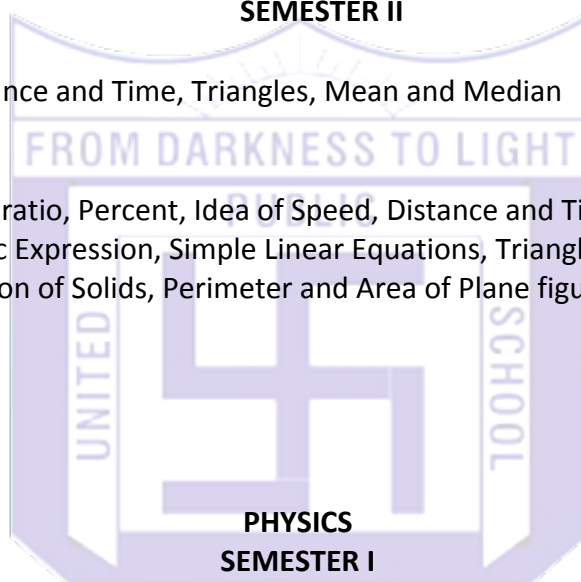 SEMESTER II
nce and Time, Triangles, Mean and Median
FROM DARKNESS TO LIGHT
ratio, Percent, Idea of Speed, Distance and Ti
PUBLIC
c Expression, Simple Linear Equations, Triangl
on of Solids, Perimeter and Area of Plane figu
UNITED
SCHOOL
PHYSICS
SEMESTER I